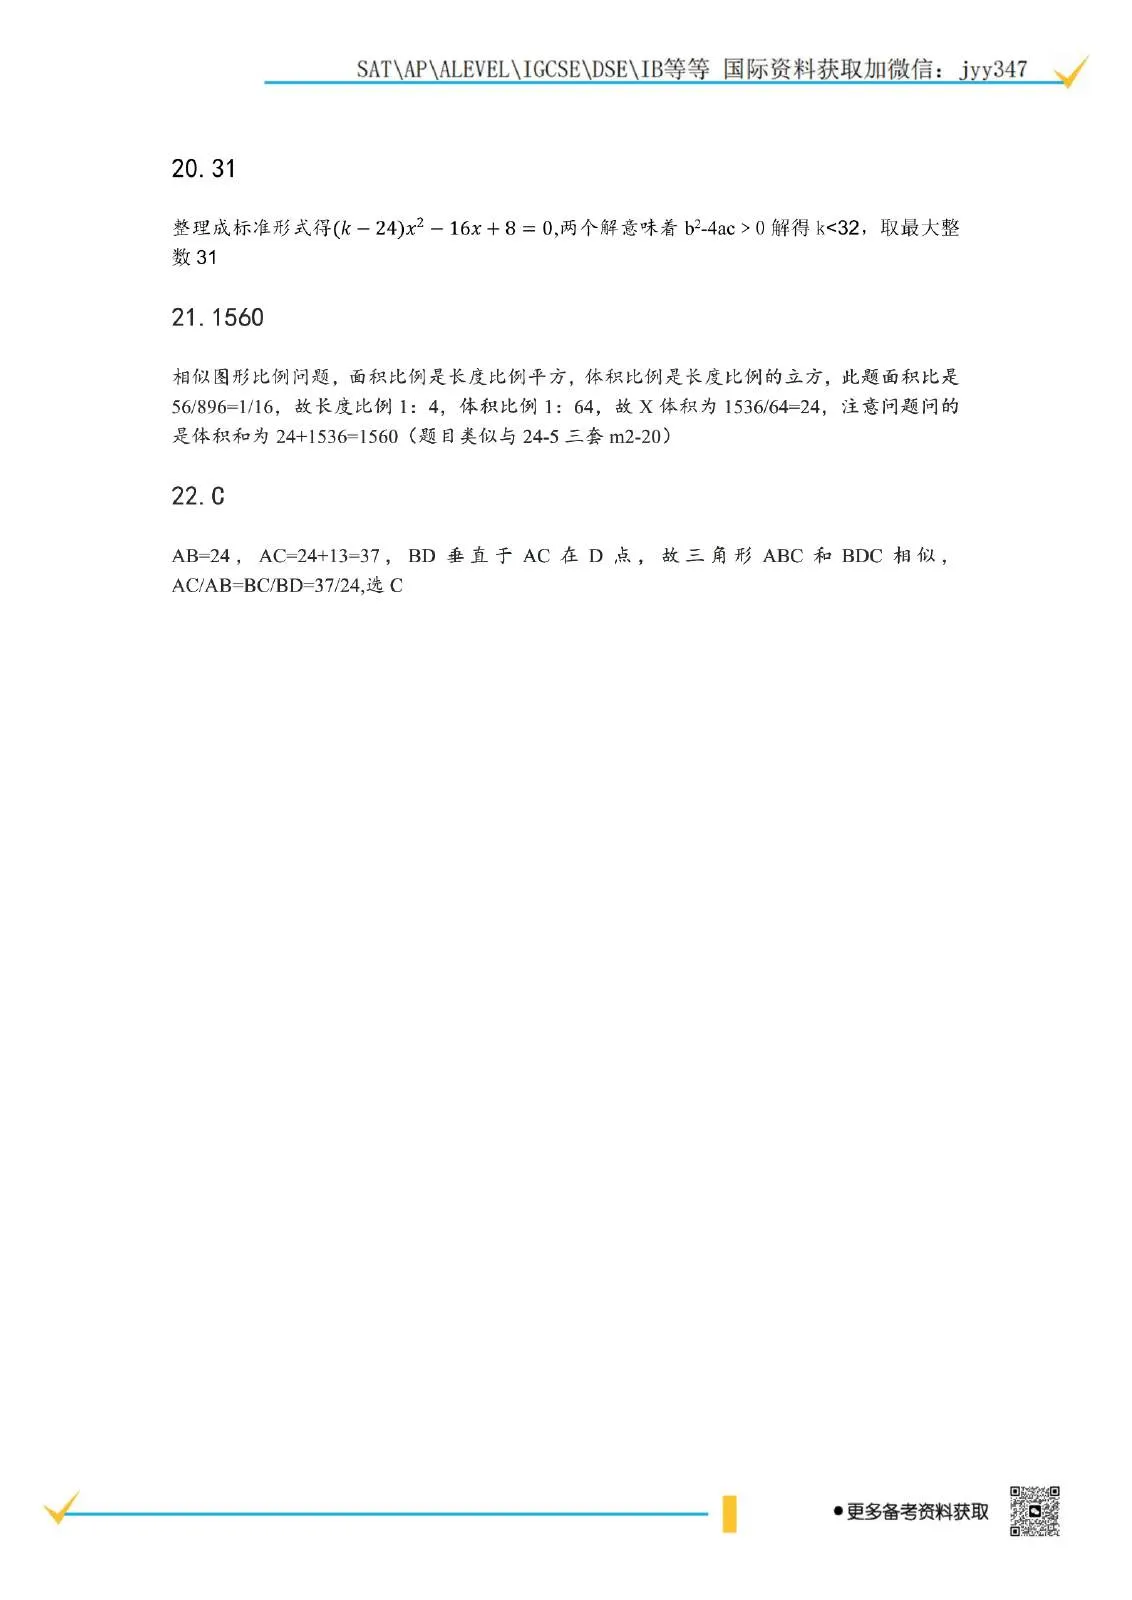 SAT\AP\ALEVEL\IGCSE\DSE\IB等等 国际资料获取加微信：jyy347
20. 31
整理成标准形式得(k − 24)x² − 16x + 8 = 0,两个解意味着 b²-4ac > 0 解得 k<32，取最大整
数 31
21. 1560
相似图形比例问题，面积比例是长度比例平方，体积比例是长度比例的立方，此题面积比是
56/896=1/16，故长度比例 1：4，体积比例 1：64，故 X 体积为 1536/64=24，注意问题问的
是体积和为 24+1536=1560（题目类似与 24-5 三套 m2-20）
22. C
AB=24，AC=24+13=37，BD 垂直于 AC 在 D 点，故三角形 ABC 和 BDC 相似，
AC/AB=BC/BD=37/24,选 C
●更多备考资料获取